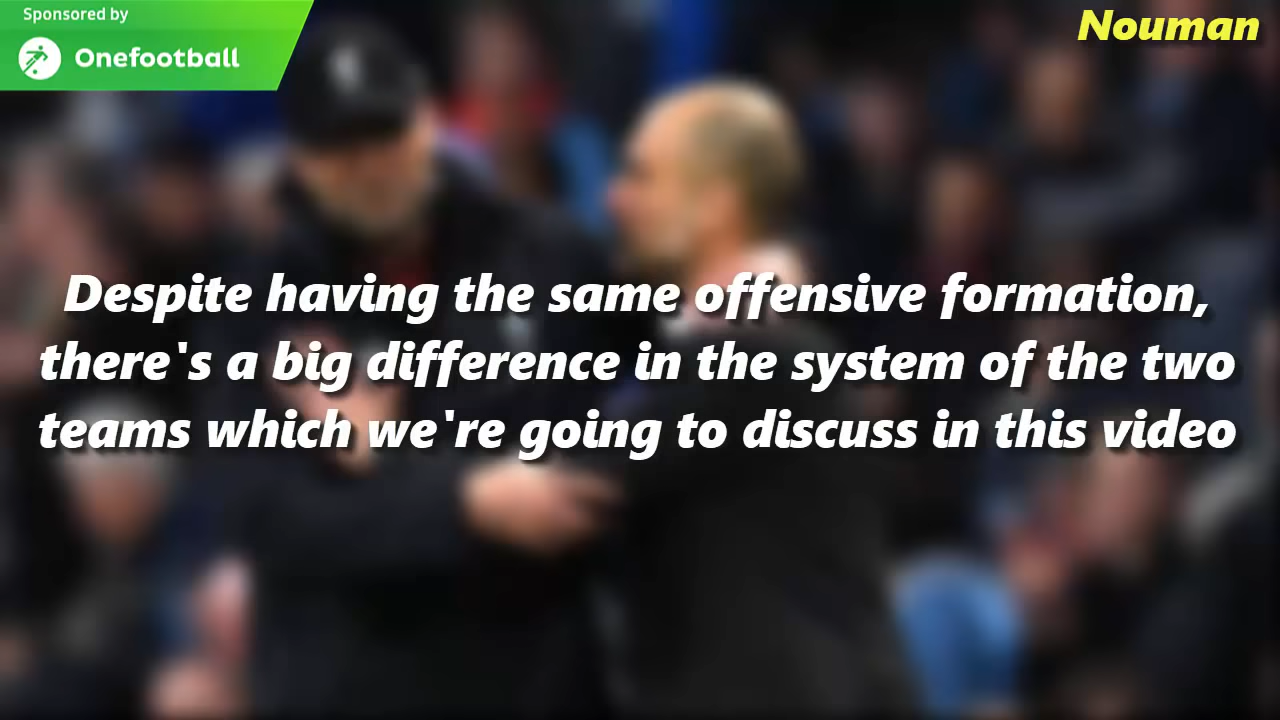 Sponsored by
Onefootball
Nouman
Despite having the same offensive formation,
there's a big difference in the system of the two
teams which we're going to discuss in this video